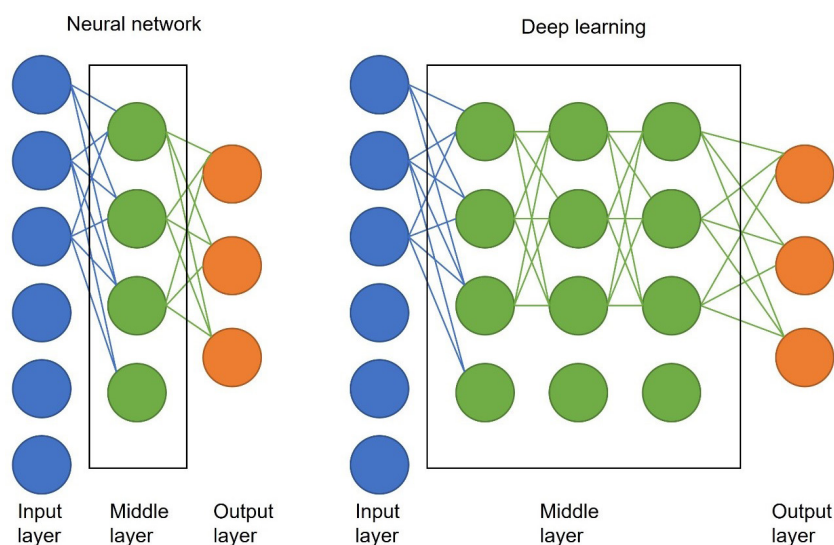 Neural network
Deep learning
Input
layer
Middle
layer
Output
layer
Input
layer
Middle
layer
Output
layer